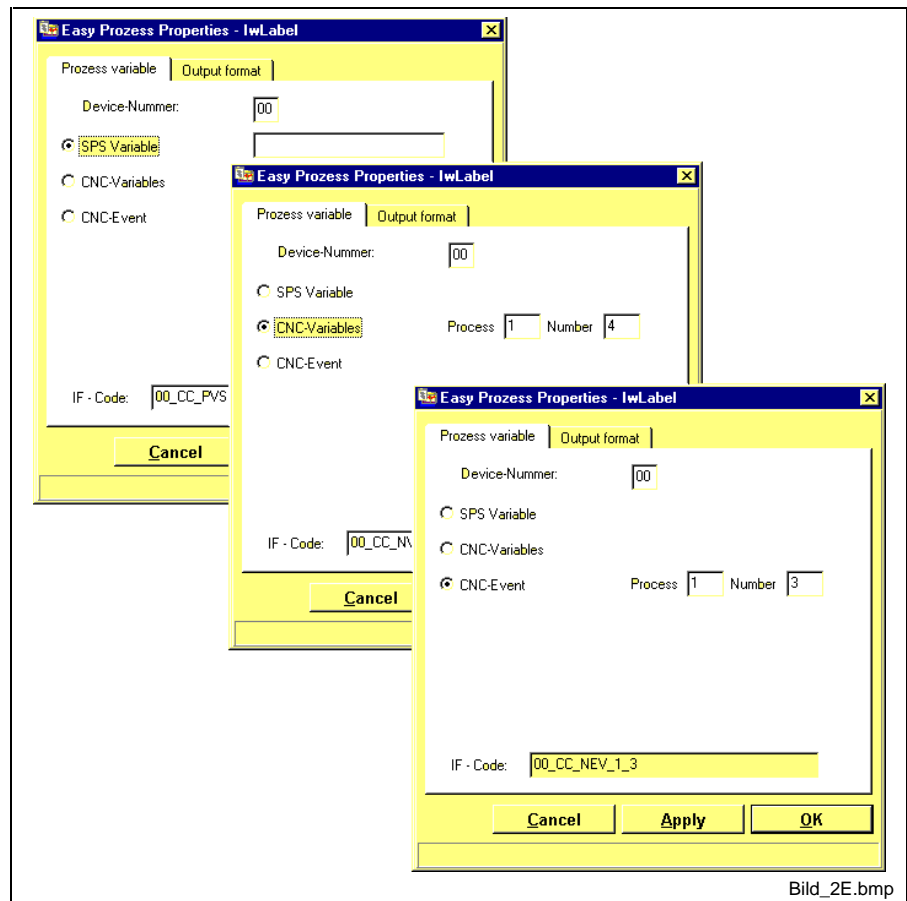 Easy Prozess Properties - IwLabel
Prozess variable
Output format
Device-Nummer:
00
SPS Variable
CNC-Variables
CNC-Event
IF - Code:
00_CC_PVS
Cancel
Easy Prozess Properties - IwLabel
Prozess variable
Output format
Device-Nummer:
00
SPS Variable
CNC-Variables
Process 1 Number 4
CNC-Event
IF - Code:
00_CC_NV
Cancel
Easy Prozess Properties - IwLabel
Prozess variable
Output format
Device-Nummer:
00
SPS Variable
CNC-Variables
CNC-Event
Process 1 Number 3
IF - Code:
00_CC_NEV_1_3
Cancel
Apply
OK
Bild_2E.bmp